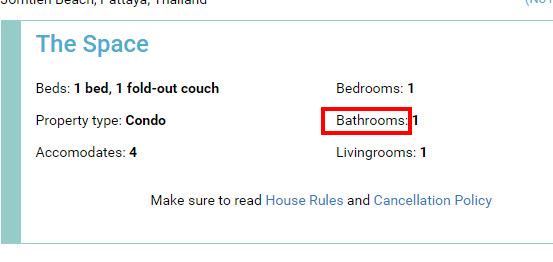 Jomtien Beach, Pattaya, Thailand
The Space
Beds: 1 bed, 1 fold-out couch
Bedrooms: 1
Property type: Condo
Bathrooms: 1
Accomodates: 4
Livingrooms: 1
Make sure to read House Rules and Cancellation Policy